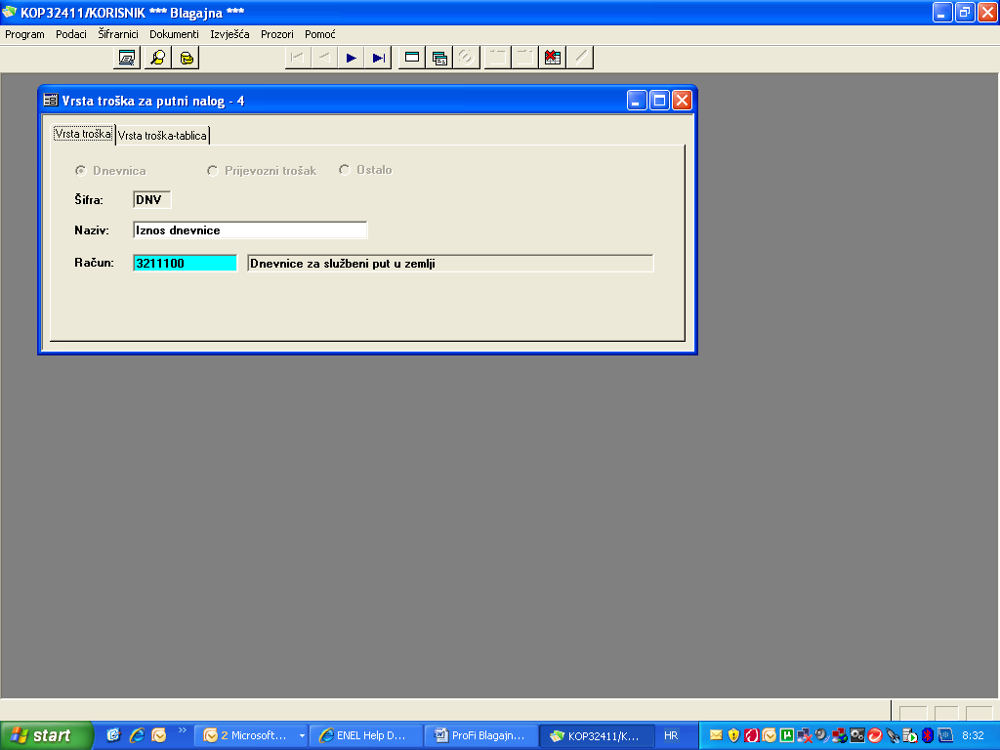 KOP32411/KORISNIK *** Blagajna ***
Program Podaci Šifrarnici Dokumenti Izvješća Prozori Pomoć
Vrsta troška za putni nalog - 4
Vrsta troška Vrsta troška-tablica
Dnevnica Prijevozni trošak Ostalo
Šifra: DNV
Naziv: Iznos dnevnice
Račun: 3211100 Dnevnice za službeni put u zemlji
start » 2 Microsoft... ENEL Help D... ProFi Blagajn... KOP32411/K... HR 8:32